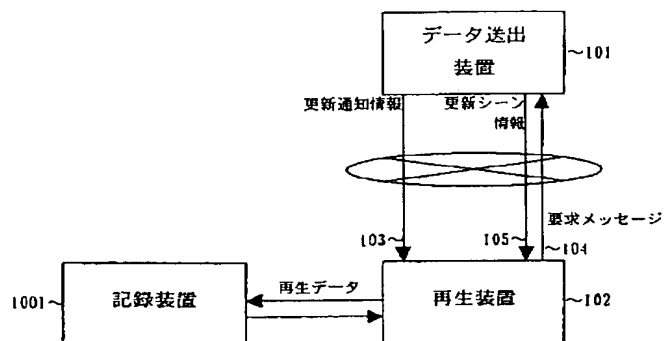 データ送出
装置
~101
更新通知情報
更新シーン
情報
要求メッセージ
103~
105~
~104
1001~
記録装置
再生データ
再生装置
~102